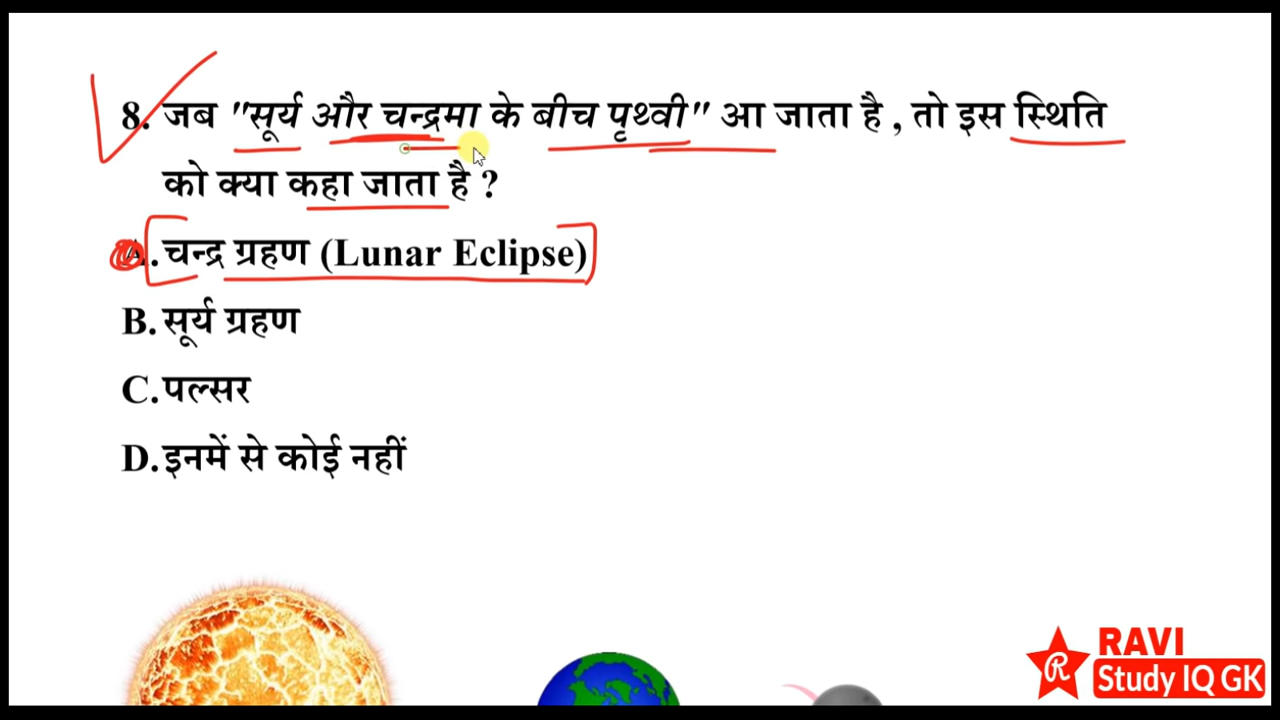 8. जब "सूर्य और चन्द्रमा के बीच पृथ्वी" आ जाता है , तो इस स्थिति
को क्या कहा जाता है ?
A. चन्द्र ग्रहण (Lunar Eclipse)
B. सूर्य ग्रहण
C. पल्सर
D. इनमें से कोई नहीं
R RAVI
Study IQ GK